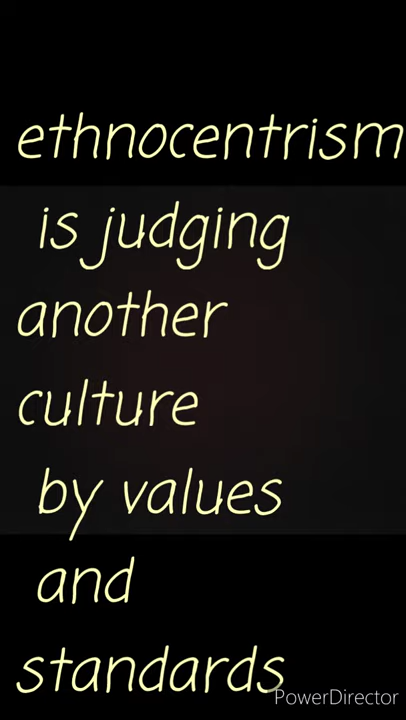 ethnocentrism
is judging
another
culture
by values
and
standards
PowerDirector